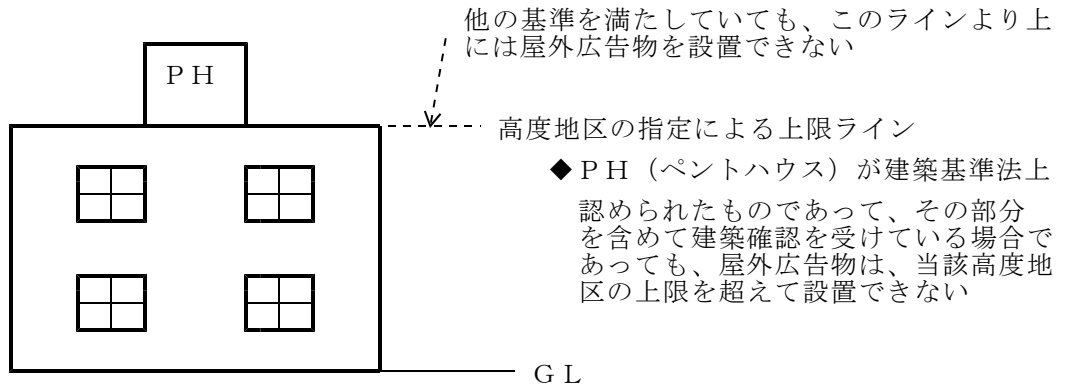 他の基準を満たしていても、このラインより上
には屋外広告物を設置できない
ＰＨ
高度地区の指定による上限ライン
◆ＰＨ（ペントハウス）が建築基準法上
認められたものであって、その部分
を含めて建築確認を受けている場合で
あっても、屋外広告物は、当該高度地
区の上限を超えて設置できない
ＧＬ